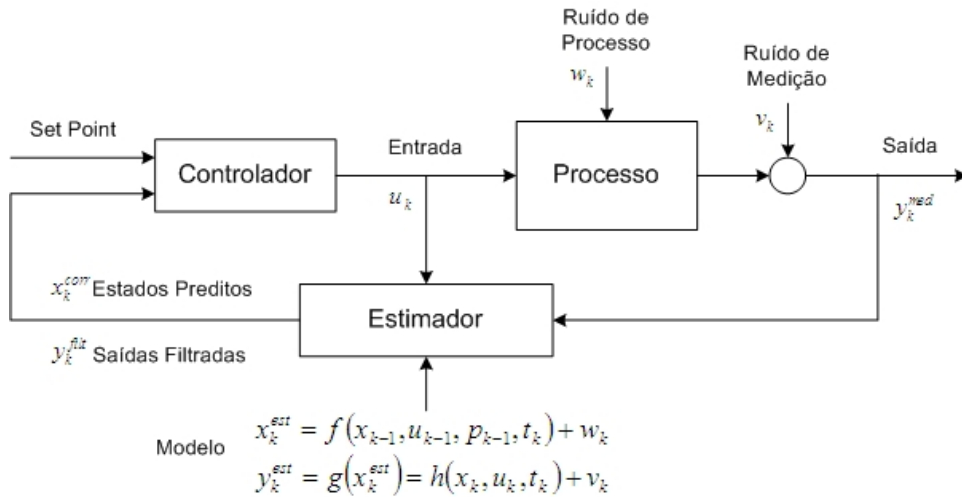 Ruído de
Processo
w_k
Ruído de
Medição
v_k
Set Point
Controlador
Entrada
u_k
Processo
Saída
y_k^{med}
x_k^{corr} Estados Preditos
Estimador
y_k^{filt} Saídas Filtradas
Modelo
x_k^{est} = f(x_{k-1}, u_{k-1}, p_{k-1}, t_k) + w_k
y_k^{est} = g(x_k^{est}) = h(x_k, u_k, t_k) + v_k